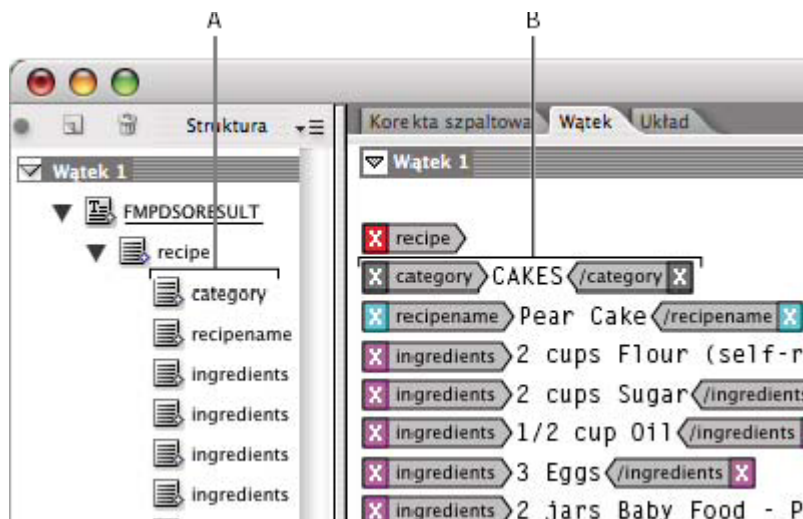 A
B
Struktura
Korekta szpaltowa
Wątek
Układ
Wątek 1
FMPDSORESULT
recipe
category
recipename
ingredients
ingredients
ingredients
ingredients
Wątek 1
recipe
category CAKES /category
recipename Pear Cake /recipename
ingredients 2 cups Flour (self-r
ingredients 2 cups Sugar /ingredients
ingredients 1/2 cup Oil /ingredients
ingredients 3 Eggs /ingredients
ingredients 2 jars Baby Food - P